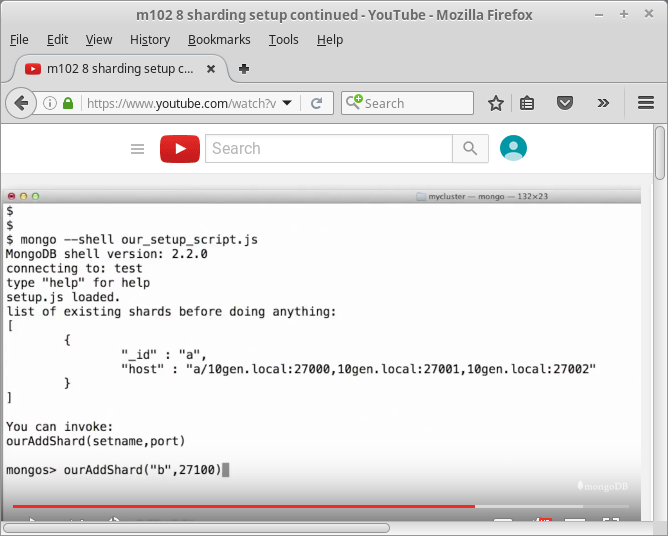 m102 8 sharding setup continued - YouTube - Mozilla Firefox
File Edit View History Bookmarks Tools Help
m102 8 sharding setup c...
https://www.youtube.com/watch?v
Search
Search
mycluster — mongo — 132×23
$
$
$ mongo --shell our_setup_script.js
MongoDB shell version: 2.2.0
connecting to: test
type "help" for help
setup.js loaded.
list of existing shards before doing anything:
[
{
"_id" : "a",
"host" : "a/10gen.local:27000,10gen.local:27001,10gen.local:27002"
}
]
You can invoke:
ourAddShard(setname,port)
mongos> ourAddShard("b",27100)
mongoDB